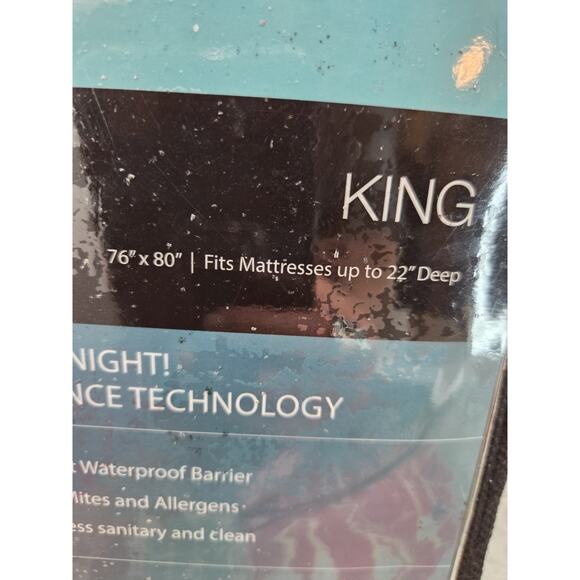 KING
76" x 80" | Fits Mattresses up to 22" Deep
NIGHT!
NCE TECHNOLOGY
t Waterproof Barrier
Mites and Allergens
ess sanitary and clean